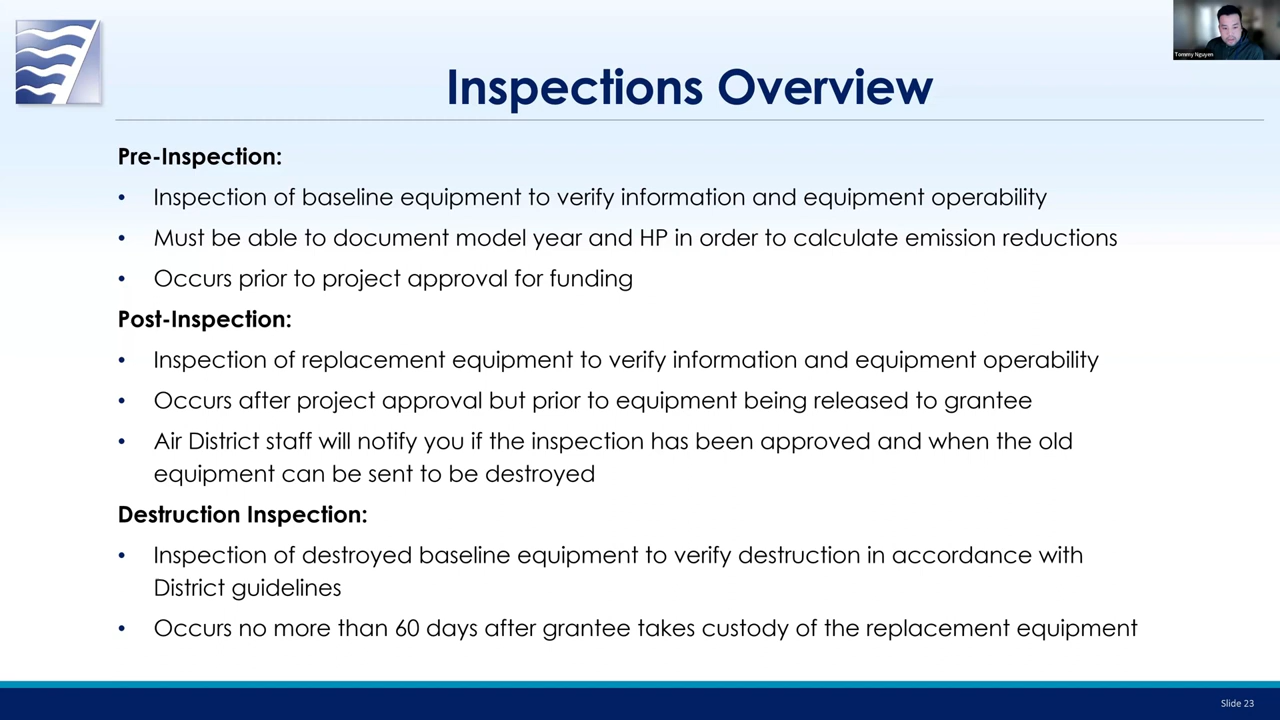 Tommy Nguyen
Inspections Overview
Pre-Inspection:
• Inspection of baseline equipment to verify information and equipment operability
• Must be able to document model year and HP in order to calculate emission reductions
• Occurs prior to project approval for funding
Post-Inspection:
• Inspection of replacement equipment to verify information and equipment operability
• Occurs after project approval but prior to equipment being released to grantee
• Air District staff will notify you if the inspection has been approved and when the old
equipment can be sent to be destroyed
Destruction Inspection:
• Inspection of destroyed baseline equipment to verify destruction in accordance with
District guidelines
• Occurs no more than 60 days after grantee takes custody of the replacement equipment
Slide 23